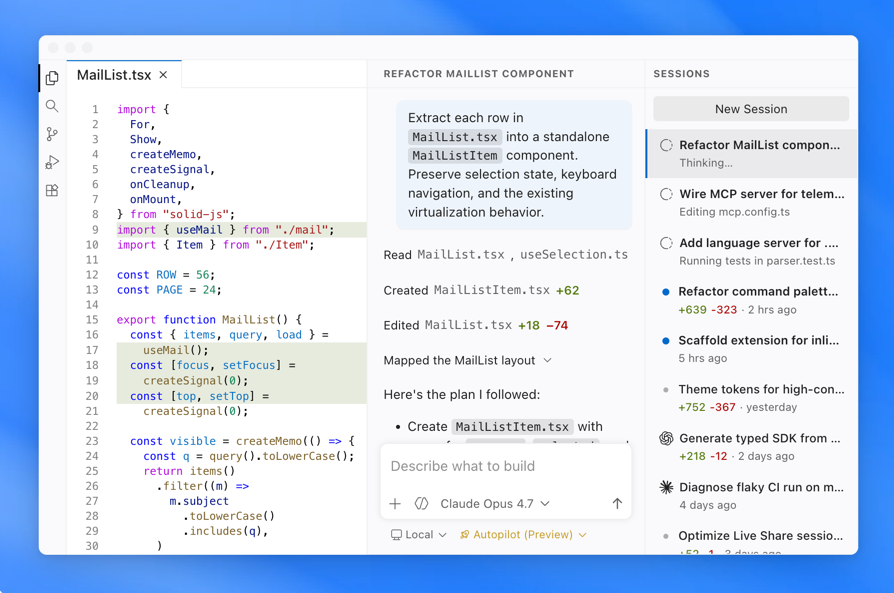 MailList.tsx ×
1 import {
2 For,
3 Show,
4 createMemo,
5 createSignal,
6 onCleanup,
7 onMount,
8 } from "solid-js";
9 import { useMail } from "./mail";
10 import { Item } from "./Item";
11
12 const ROW = 56;
13 const PAGE = 24;
14
15 export function MailList() {
16 const { items, query, load } =
17 useMail();
18 const [focus, setFocus] =
19 createSignal(0);
20 const [top, setTop] =
21 createSignal(0);
22
23 const visible = createMemo(() => {
24 const q = query().toLowerCase();
25 return items()
26 .filter((m) =>
27 m.subject
28 .toLowerCase()
29 .includes(q),
30 )
REFACTOR MAILLIST COMPONENT
Extract each row in
MailList.tsx into a standalone
MailListItem component.
Preserve selection state, keyboard
navigation, and the existing
virtualization behavior.
Read MailList.tsx , useSelection.ts
Created MailListItem.tsx +62
Edited MailList.tsx +18 −74
Mapped the MailList layout
Here's the plan I followed:
• Create MailListItem.tsx with
Describe what to build
Claude Opus 4.7
Local
Autopilot (Preview)
SESSIONS
New Session
Refactor MailList compon...
Thinking...
Wire MCP server for telem...
Editing mcp.config.ts
Add language server for ....
Running tests in parser.test.ts
Refactor command palett...
+639 -323 · 2 hrs ago
Scaffold extension for inli...
5 hrs ago
Theme tokens for high-con...
+752 -367 · yesterday
Generate typed SDK from ...
+218 -12 · 2 days ago
Diagnose flaky CI run on m...
4 days ago
Optimize Live Share sessio...